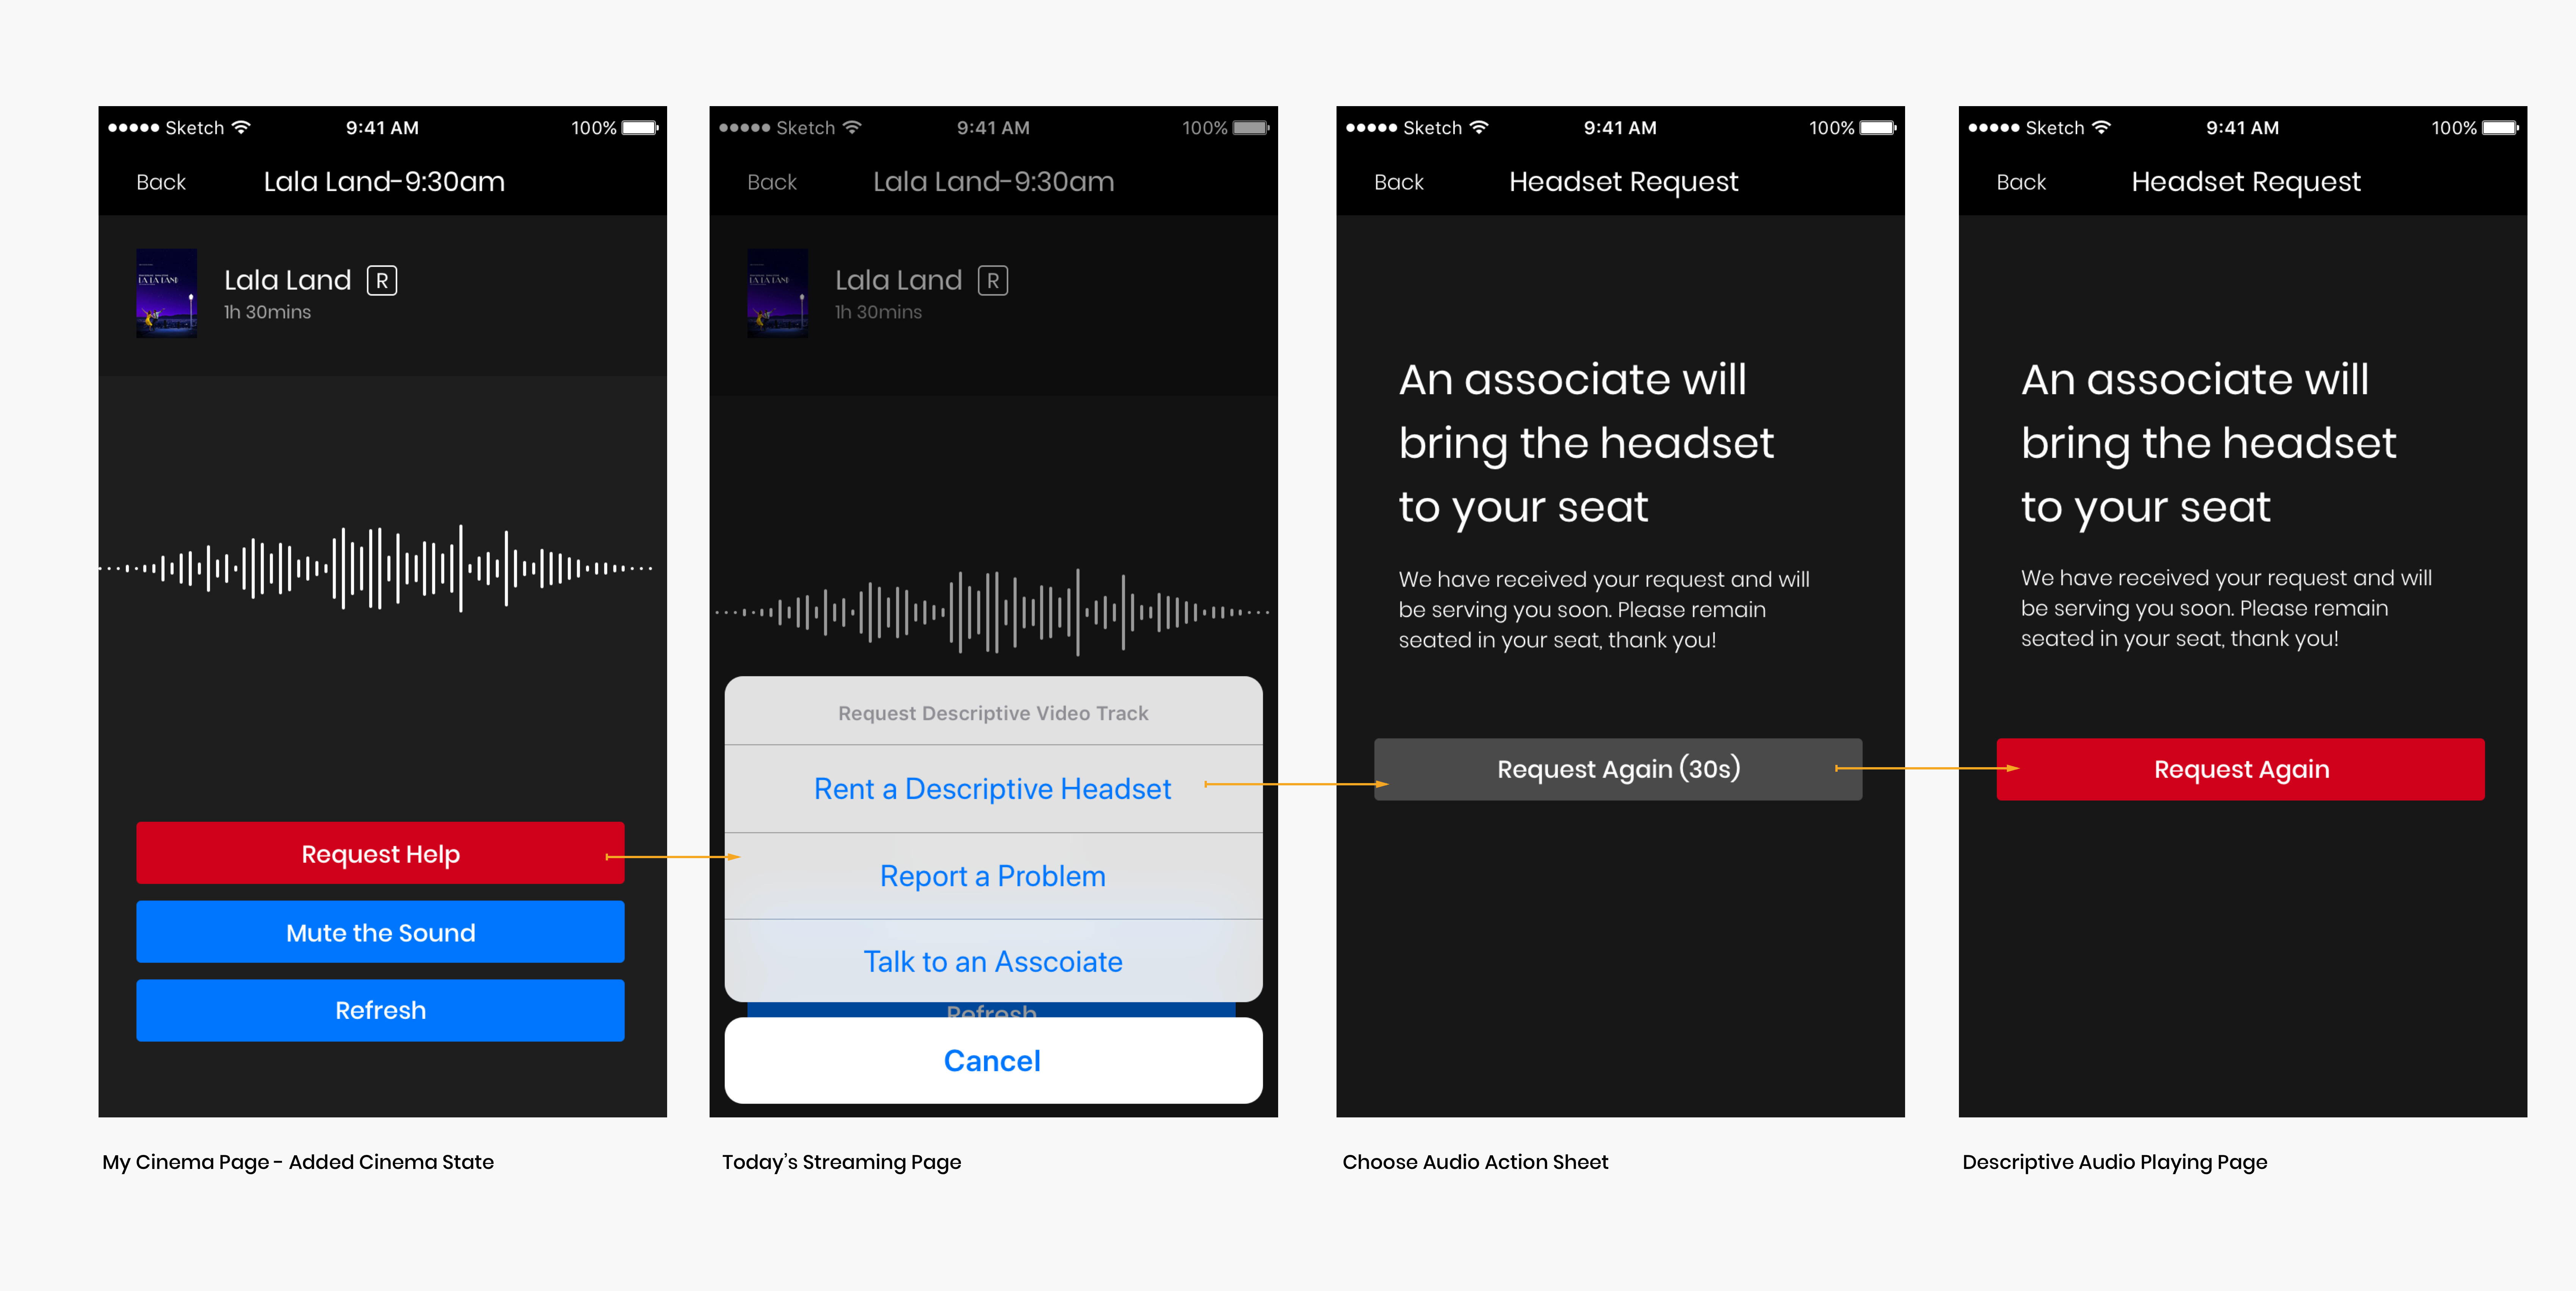 Sketch 9:41 AM 100%
Back Lala Land-9:30am
LA LA LAND
Lala Land R
1h 30mins
Request Help
Mute the Sound
Refresh
My Cinema Page - Added Cinema State
Sketch 9:41 AM 100%
Back Lala Land-9:30am
LA LA LAND
Lala Land R
1h 30mins
Request Descriptive Video Track
Rent a Descriptive Headset
Report a Problem
Talk to an Asscoiate
Refresh
Cancel
Today's Streaming Page
Sketch 9:41 AM 100%
Back Headset Request
An associate will
bring the headset
to your seat
We have received your request and will
be serving you soon. Please remain
seated in your seat, thank you!
Request Again (30s)
Choose Audio Action Sheet
Sketch 9:41 AM 100%
Back Headset Request
An associate will
bring the headset
to your seat
We have received your request and will
be serving you soon. Please remain
seated in your seat, thank you!
Request Again
Descriptive Audio Playing Page